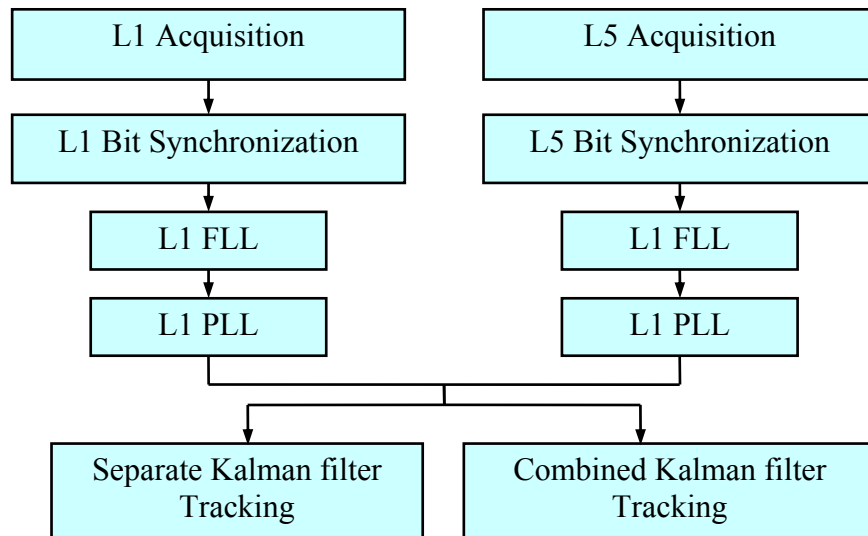 L1 Acquisition
L5 Acquisition
L1 Bit Synchronization
L5 Bit Synchronization
L1 FLL
L1 FLL
L1 PLL
L1 PLL
Separate Kalman filter
Tracking
Combined Kalman filter
Tracking